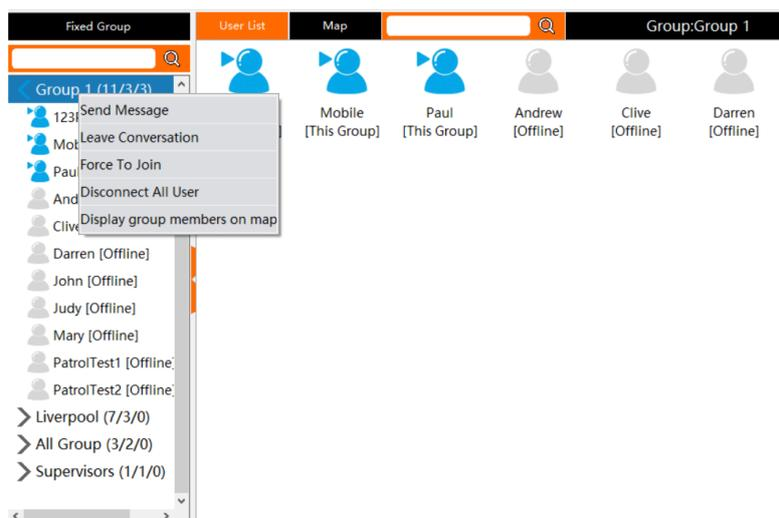 Fixed Group
User List
Map
Group:Group 1
Group 1 (11/3/3)
Send Message
Leave Conversation
Force To Join
Disconnect All User
Display group members on map
Darren [Offline]
John [Offline]
Judy [Offline]
Mary [Offline]
PatrolTest1 [Offline]
PatrolTest2 [Offline]
Liverpool (7/3/0)
All Group (3/2/0)
Supervisors (1/1/0)
Mobile
[This Group]
Paul
[This Group]
Andrew
[Offline]
Clive
[Offline]
Darren
[Offline]